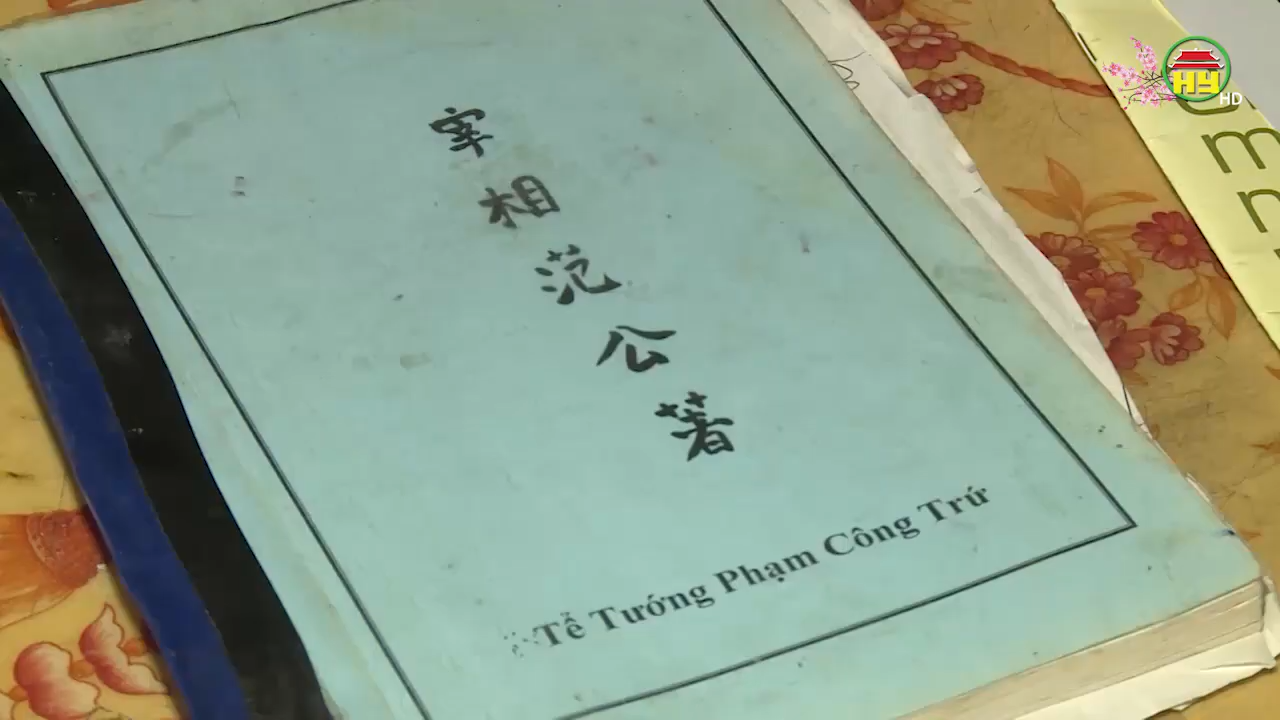 宰相范公著
Tể Tướng Phạm Công Trứ
HY
HD